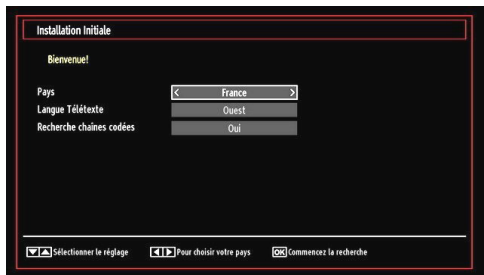 Installation Initiale
Bienvenue!
Pays < France >
Langue Télétexte Ouest
Recherche chaînes codées Oui
Sélectionner le réglage Pour choisir votre pays OK Commencez la recherche